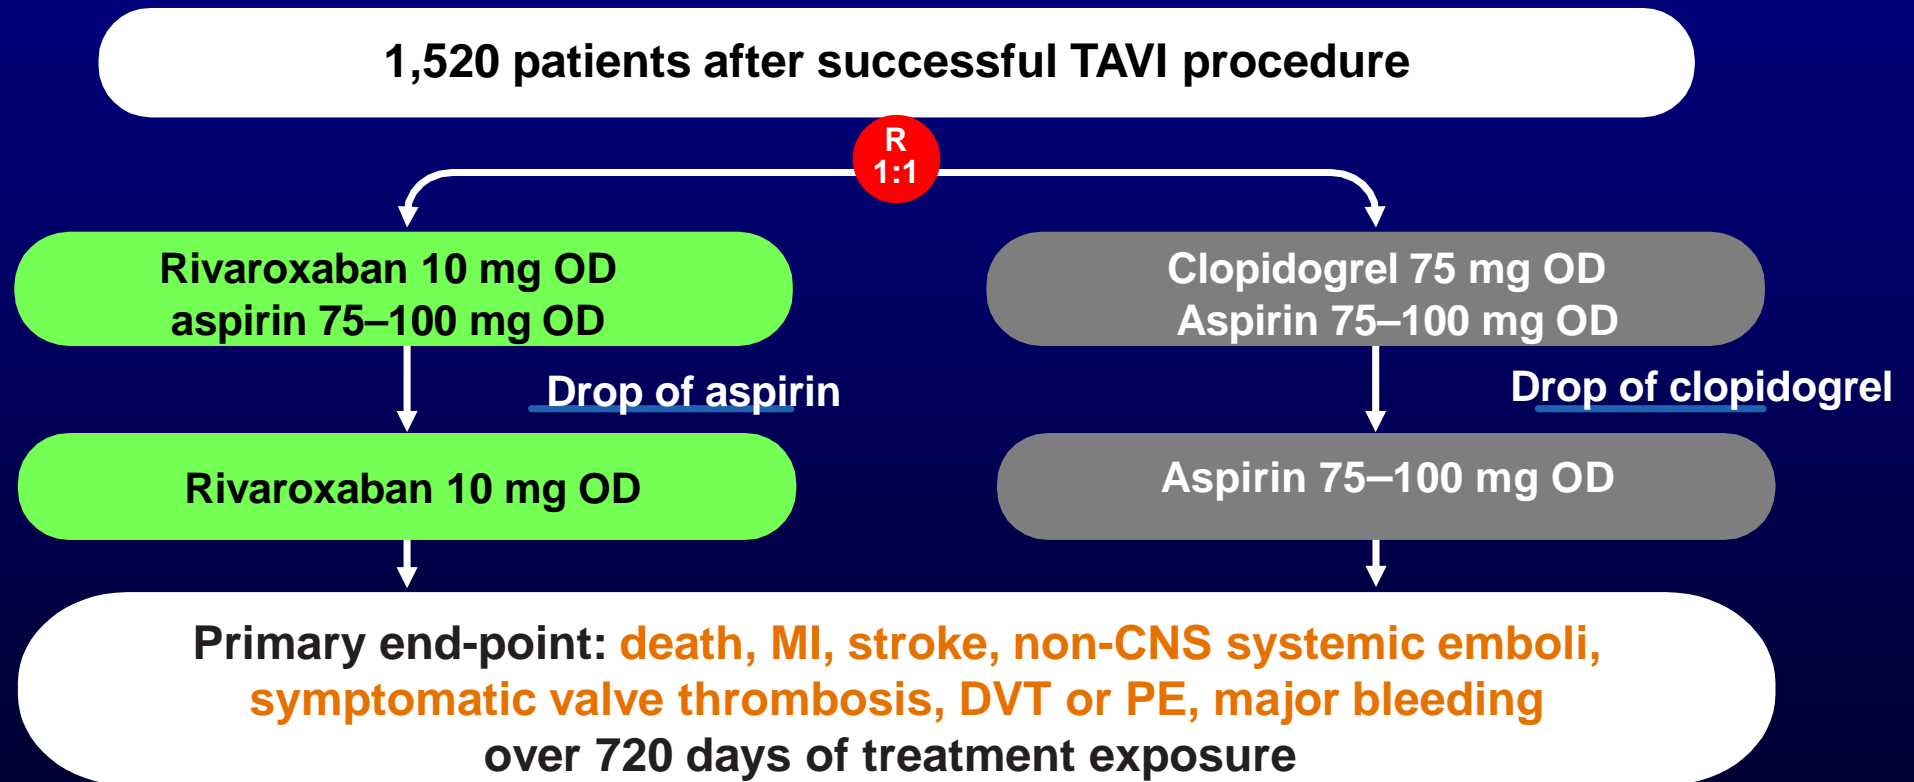 1,520 patients after successful TAVI procedure
R
1:1
Rivaroxaban 10 mg OD
aspirin 75–100 mg OD
Clopidogrel 75 mg OD
Aspirin 75–100 mg OD
Drop of aspirin
Drop of clopidogrel
Rivaroxaban 10 mg OD
Aspirin 75–100 mg OD
Primary end-point: death, MI, stroke, non-CNS systemic emboli,
symptomatic valve thrombosis, DVT or PE, major bleeding
over 720 days of treatment exposure